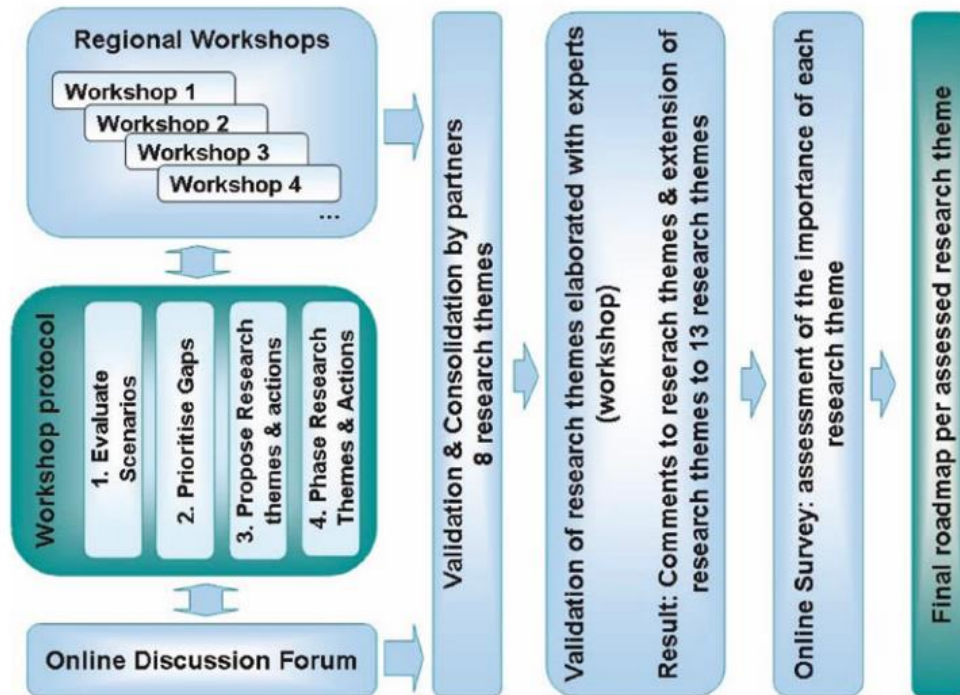 Regional Workshops
Workshop 1
Workshop 2
Workshop 3
Workshop 4
...
Workshop protocol
1. Evaluate
Scenarios
2. Prioritise Gaps
3. Propose Research
themes & actions
4. Phase Research
Themes & Actions
Online Discussion Forum
Validation & Consolidation by partners
8 research themes
Validation of research themes elaborated with experts
(workshop)
Result: Comments to reserach themes & extension of
research themes to 13 research themes
Online Survey: assessment of the importance of each
research theme
Final roadmap per assessed research theme